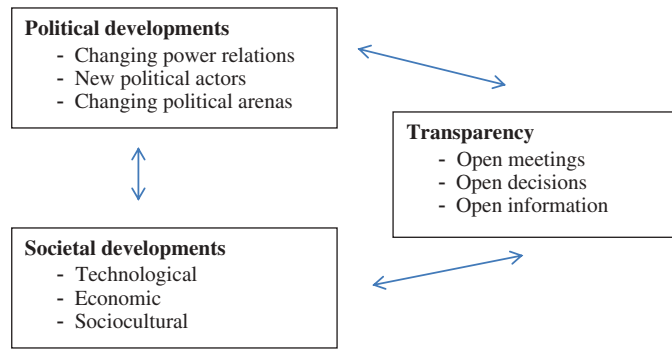 Political developments
- Changing power relations
- New political actors
- Changing political arenas
Transparency
- Open meetings
- Open decisions
- Open information
Societal developments
- Technological
- Economic
- Sociocultural